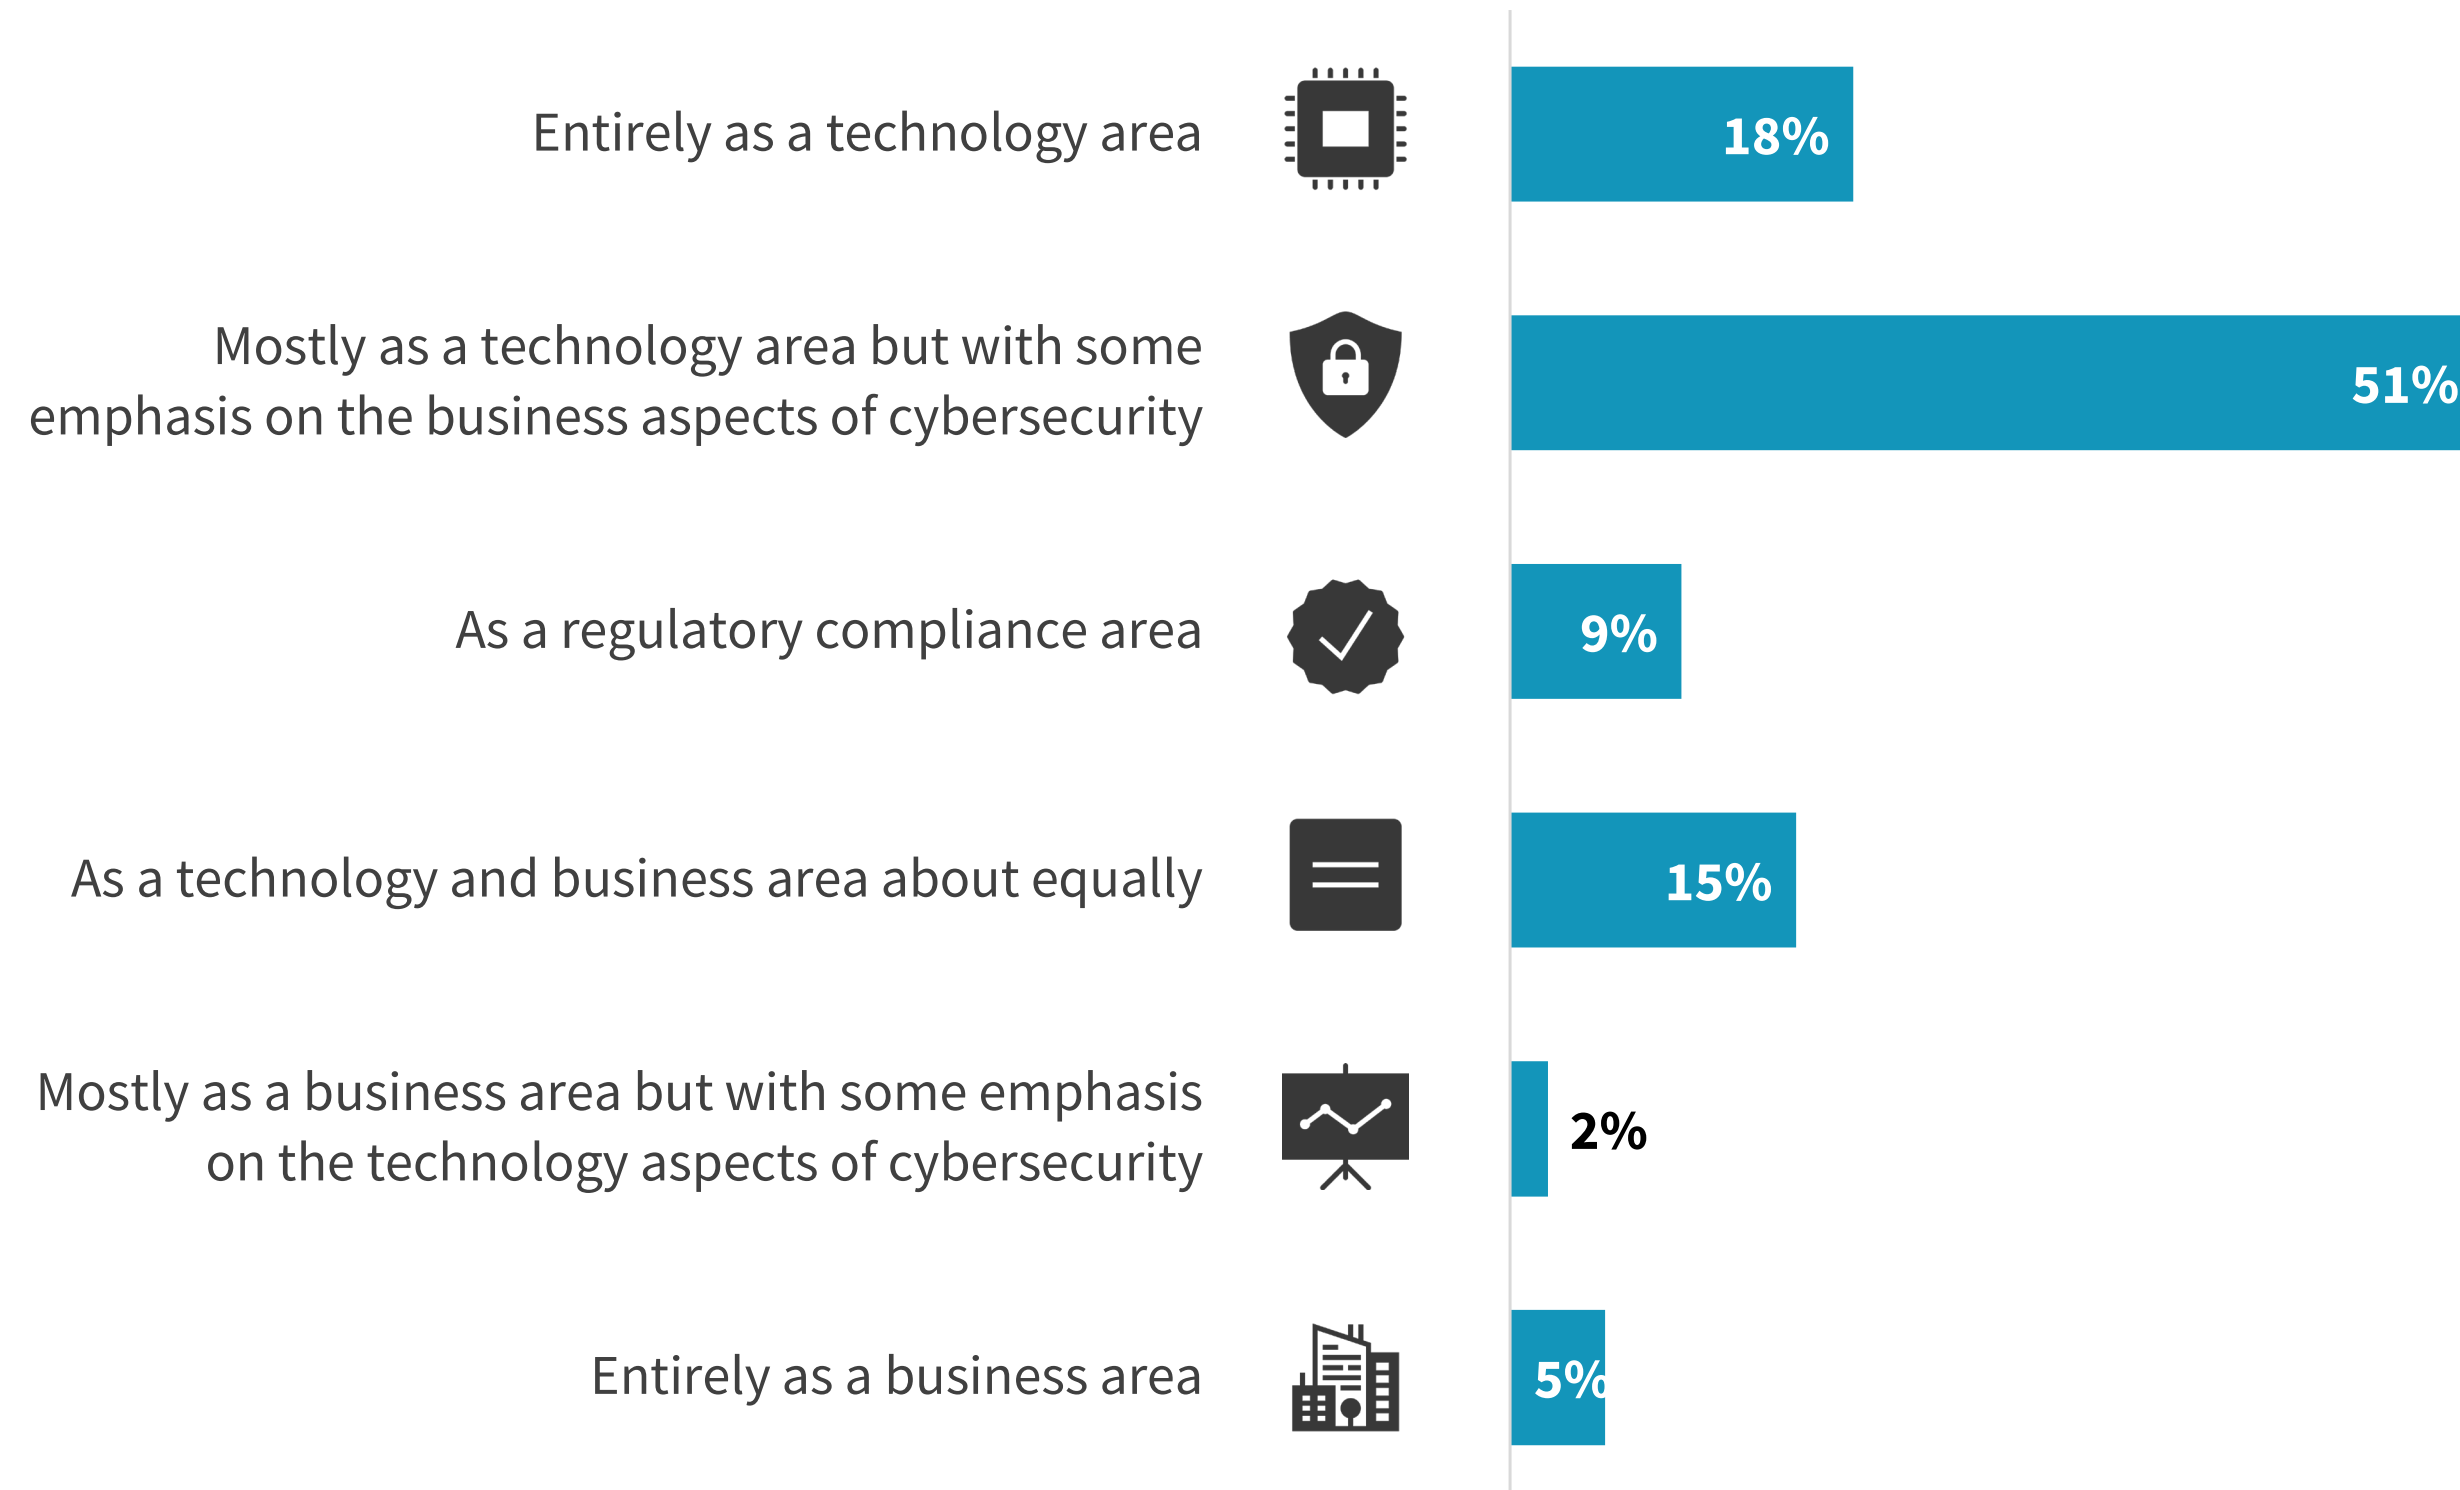 Entirely as a technology area
18%
Mostly as a technology area but with some
emphasis on the business aspects of cybersecurity
51%
As a regulatory compliance area
9%
As a technology and business area about equally
15%
Mostly as a business area but with some emphasis
on the technology aspects of cybersecurity
2%
Entirely as a business area
5%